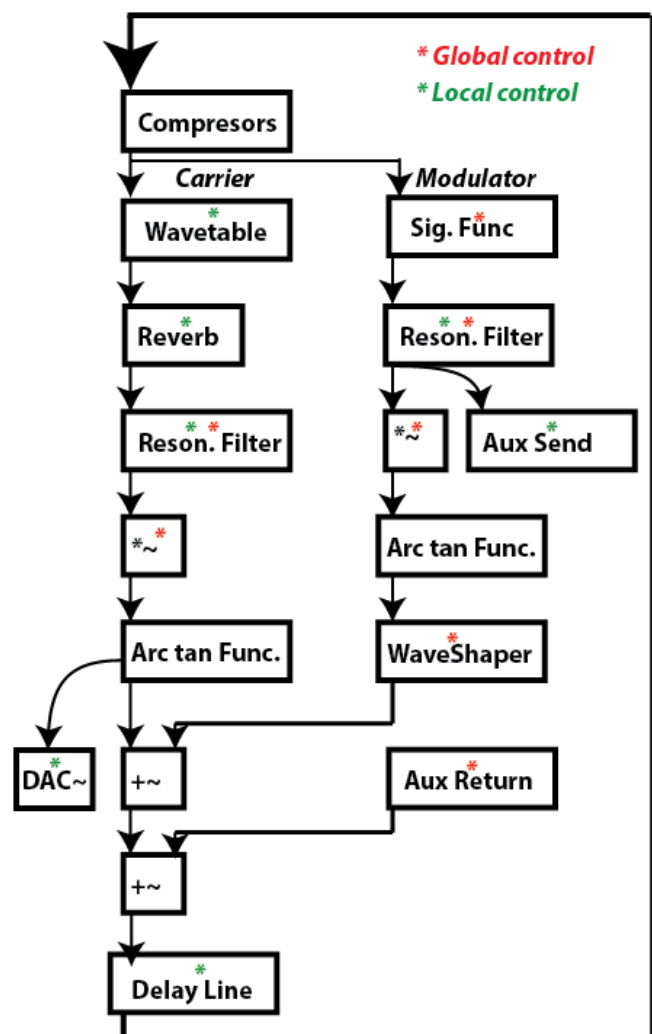 * Global control
* Local control
Compresors
Carrier
Modulator
*
Wavetable
*
Sig. Func
*
Reverb
* *
Reson. Filter
* *
Reson. Filter
*~*
*
Aux Send
*~*
Arc tan Func.
Arc tan Func.
*
WaveShaper
*
DAC~
+~
*
Aux Return
+~
*
Delay Line